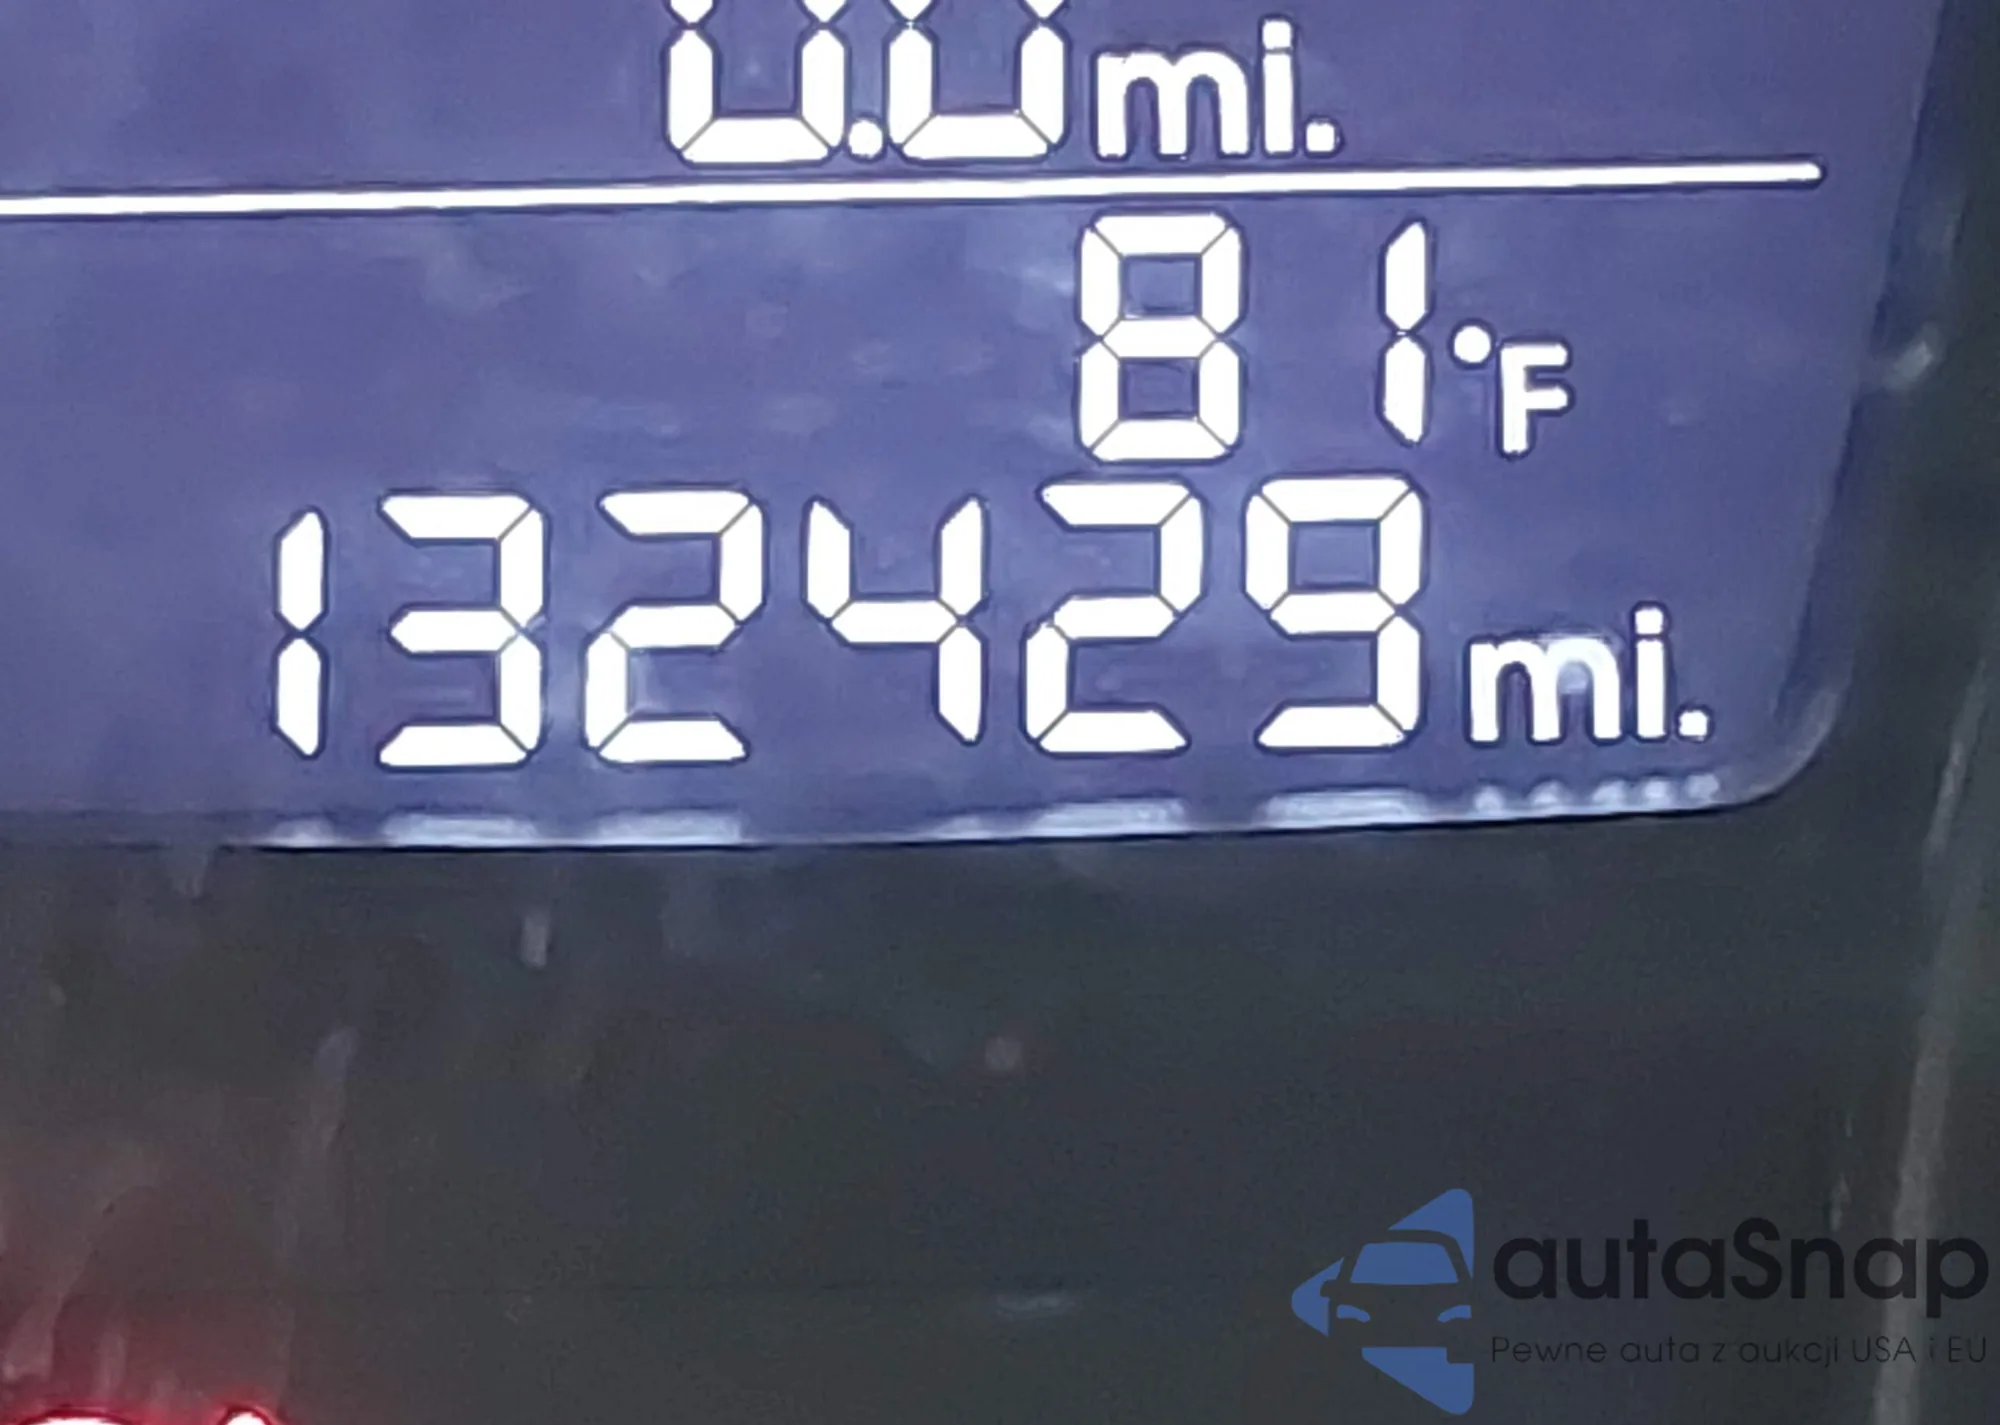 0.0 mi.
81 °F
132429 mi.
autaSnap
Pewne auta z aukcji USA i EU